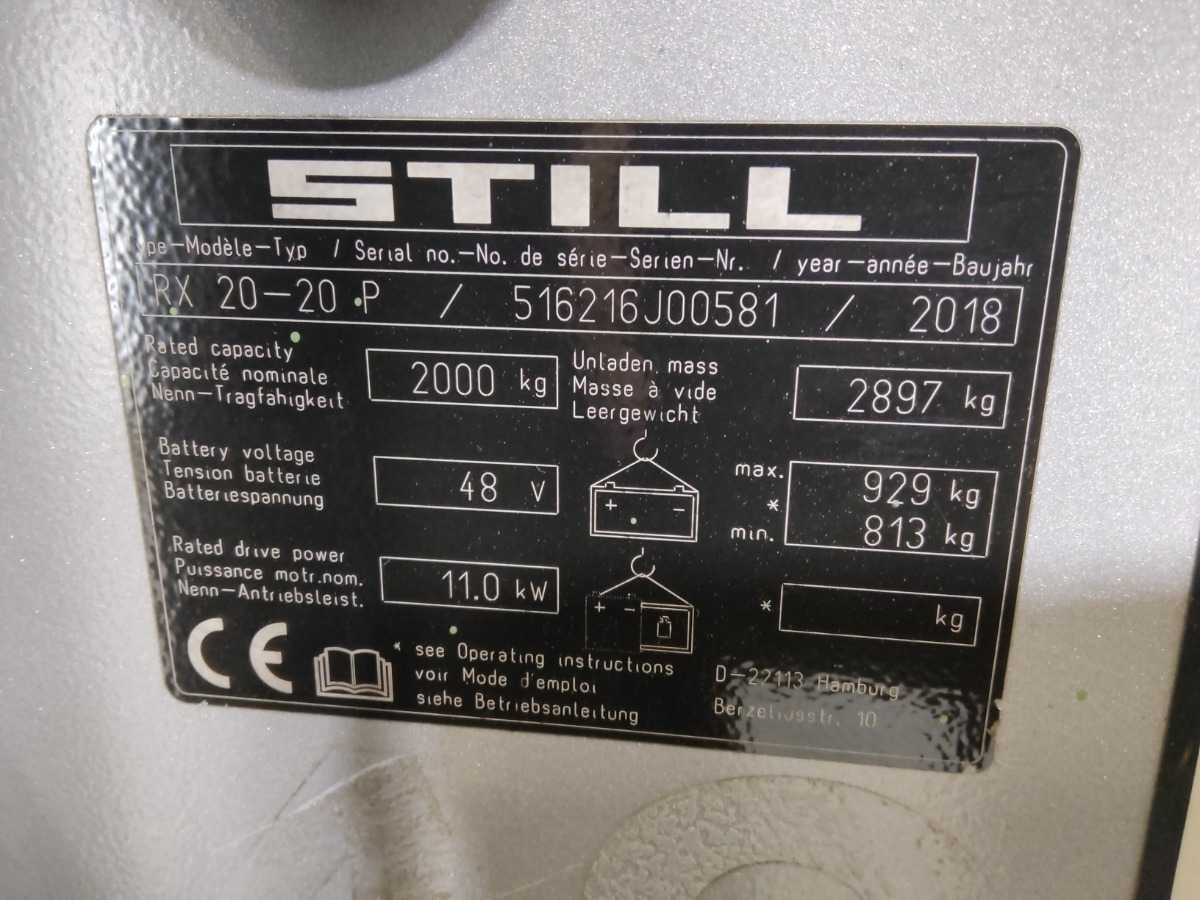 STILL
ype-Modèle-Typ / Serial no.-No. de série-Serien-Nr. / year-année-Baujahr
RX 20-20 P / 516216J00581 / 2018
Rated capacity
Capacité nominale
Nenn-Tragfähigkeit
2000 kg
Unladen mass
Masse à vide
Leergewicht
2897 kg
Battery voltage
Tension batterie
Batteriespannung
48 V
+ -
max. 929 kg
*
min. 813 kg
Rated drive power
Puissance motr.nom.
Nenn-Antriebsleist.
11.0 kW
+ -
* kg
CE
* see Operating instructions
voir Mode d'emploi
siehe Betriebsanleitung
D-22113 Hamburg
Berzeliusstr. 10